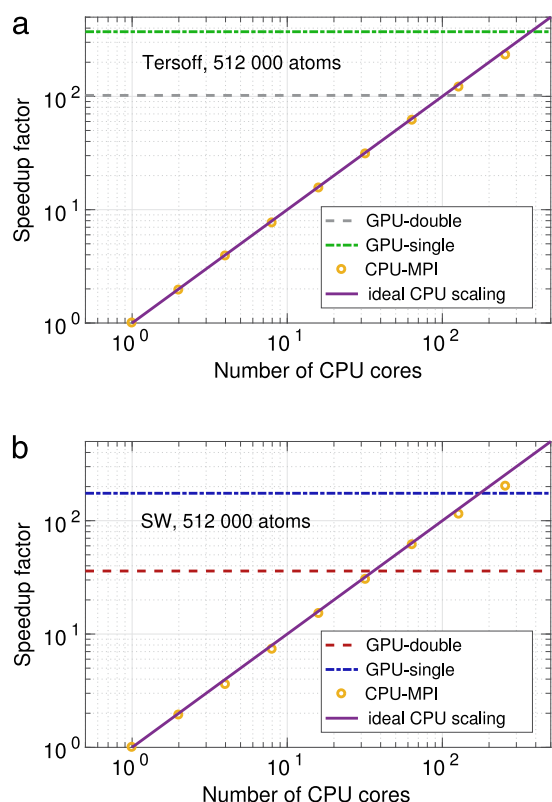 a
Speedup factor
10^2
10^1
10^0
Tersoff, 512 000 atoms
GPU-double
GPU-single
CPU-MPI
ideal CPU scaling
10^0 10^1 10^2
Number of CPU cores
b
Speedup factor
10^2
10^1
10^0
SW, 512 000 atoms
GPU-double
GPU-single
CPU-MPI
ideal CPU scaling
10^0 10^1 10^2
Number of CPU cores